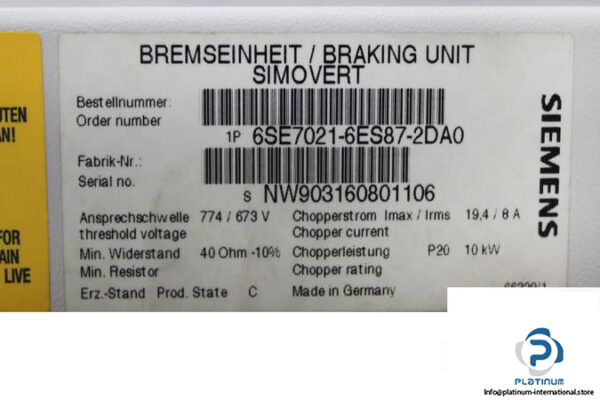 BREMSEINHEIT / BRAKING UNIT
SIMOVERT
Bestellnummer:
Order number
1P 6SE7021-6ES87-2DA0
Fabrik-Nr.:
Serial no.
S NW903160801106
Ansprechschwelle 774 / 673 V Chopperstrom Imax / Irms 19,4 / 8 A
threshold voltage Chopper current
Min. Widerstand 40 Ohm -10% Chopperleistung P20 10 kW
Min. Resistor Chopper rating
Erz.-Stand Prod. State C Made in Germany
SIEMENS
UTEN
AN!
FOR
AIN
LIVE
PLATINUM
Info@platinum-international.store